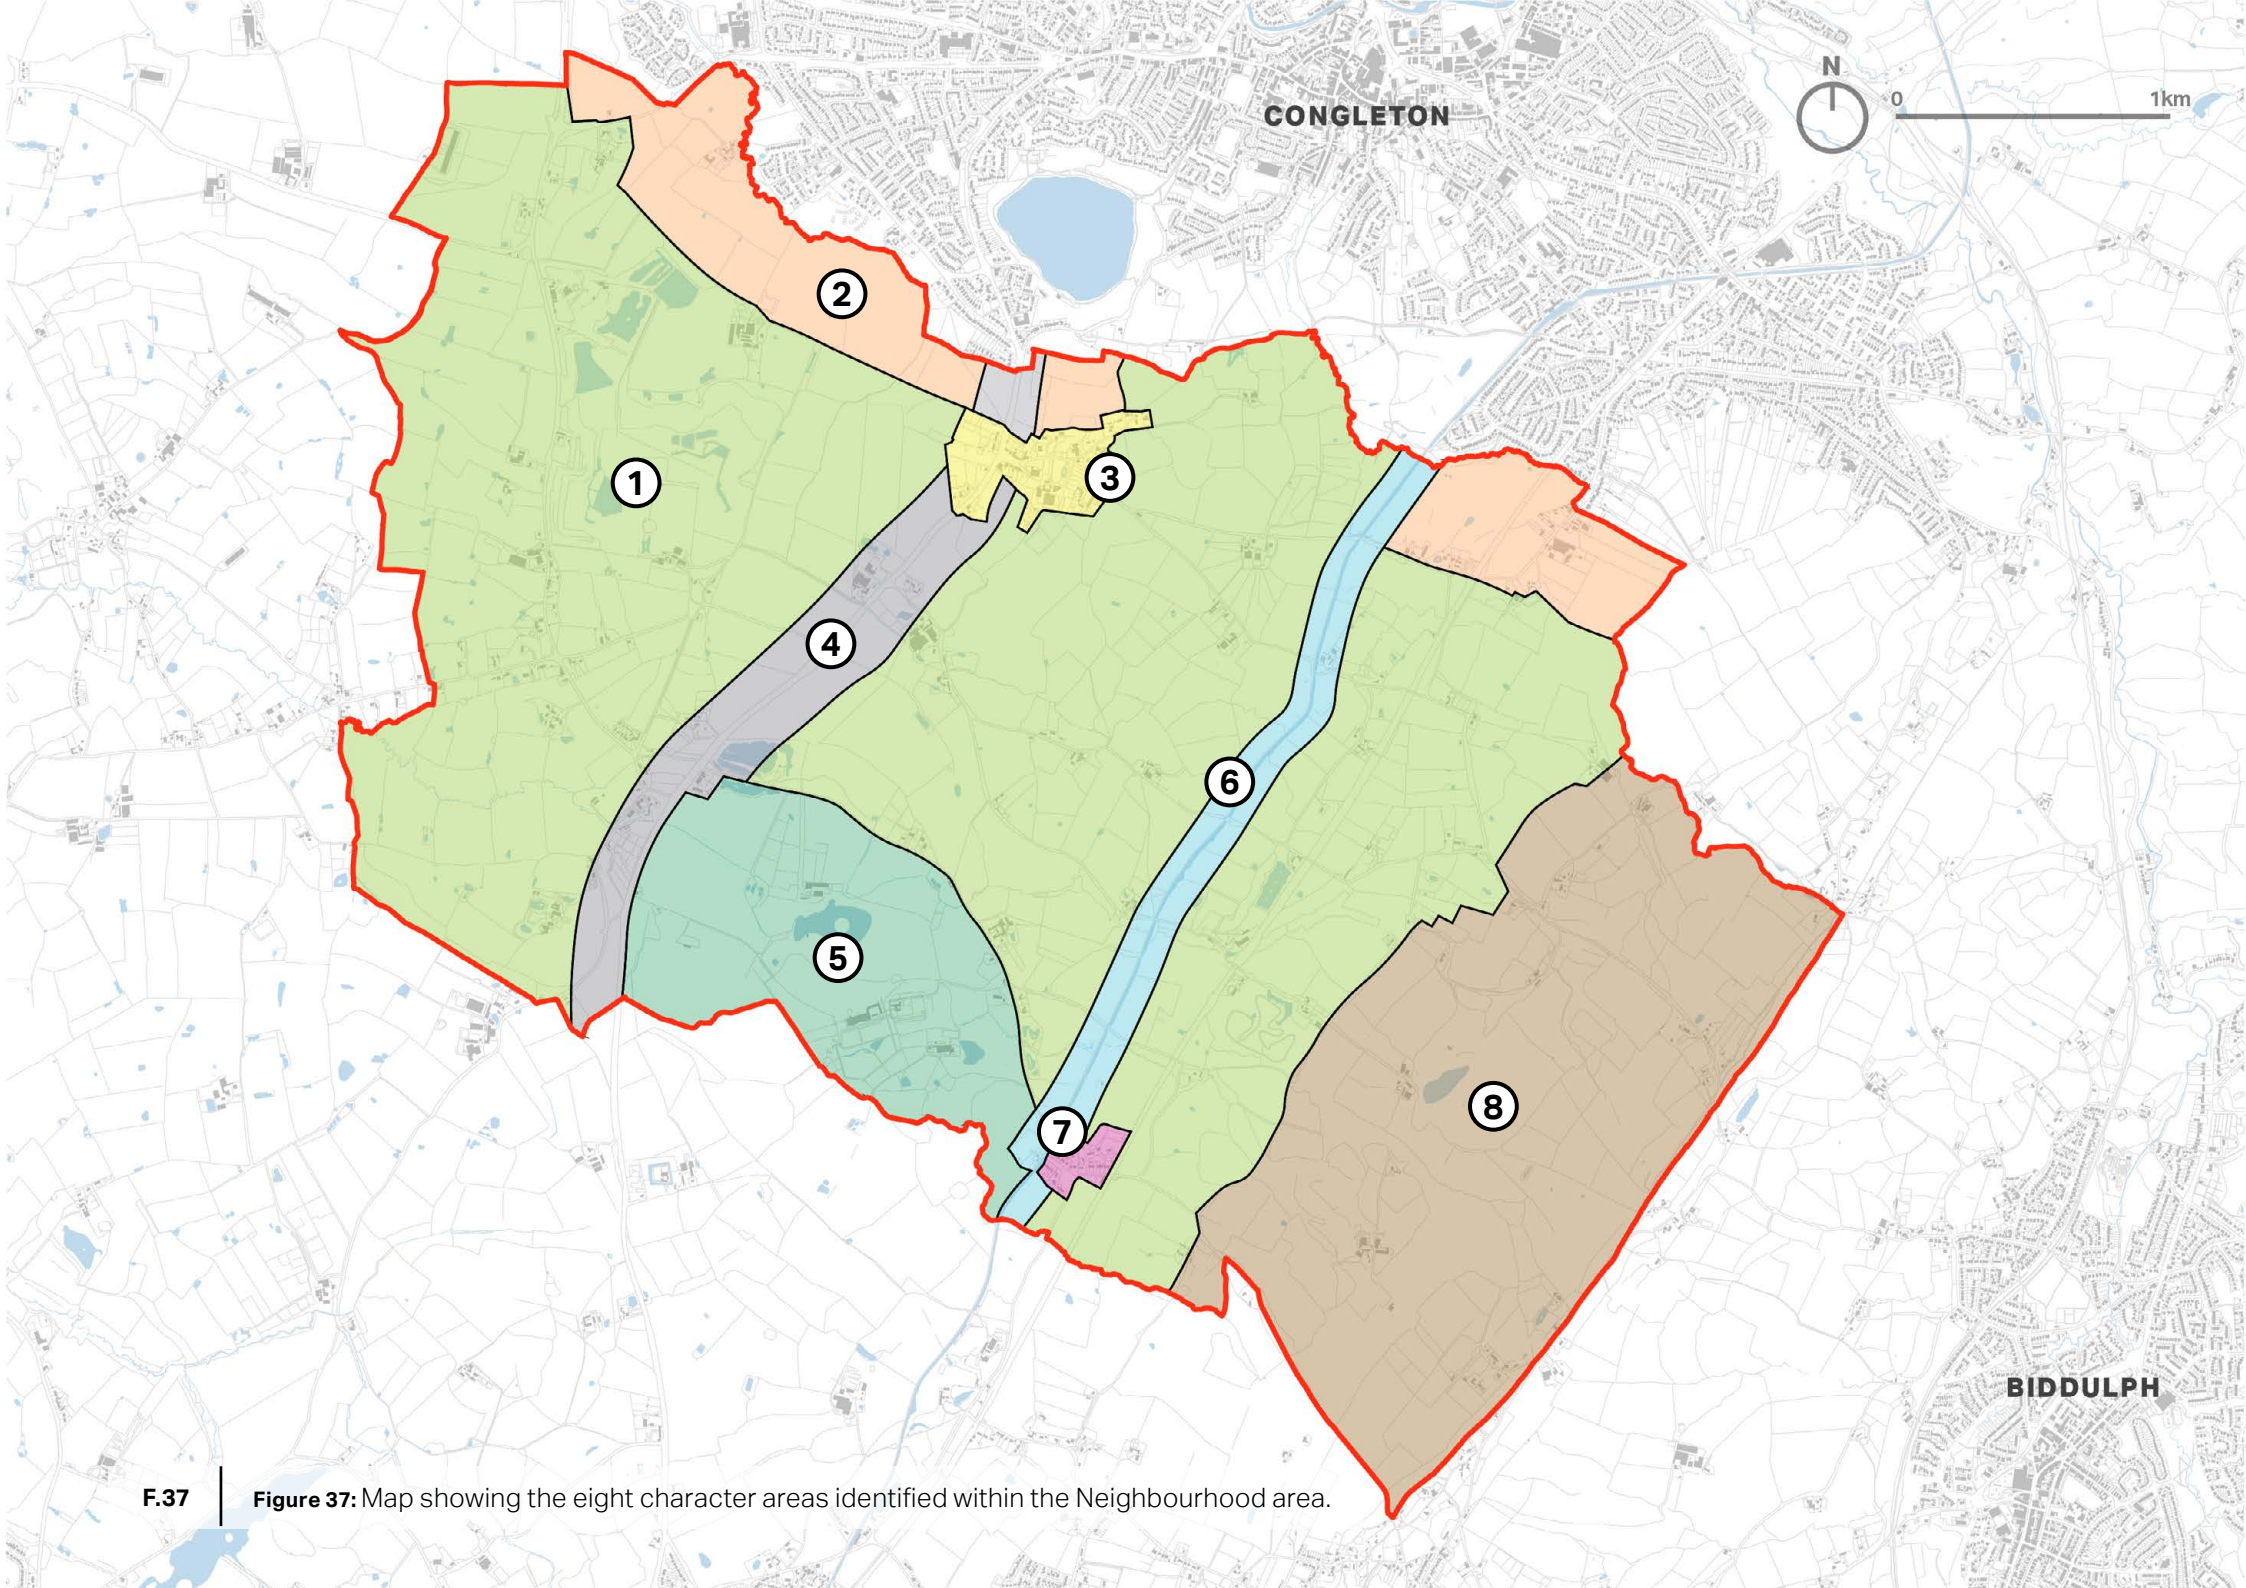 N
0 1km
CONGLETON
2
1
3
4
6
5
7
8
BIDDULPH
F.37
Figure 37: Map showing the eight character areas identified within the Neighbourhood area.